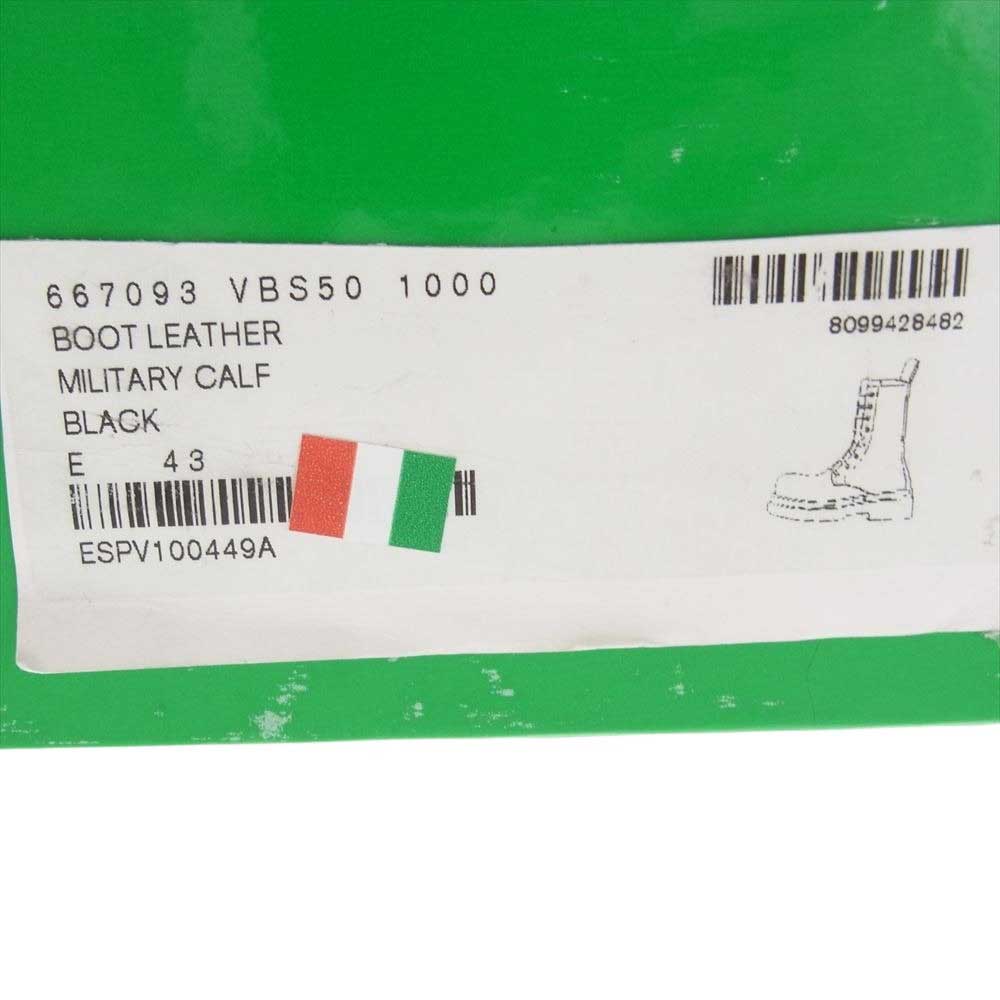 667093 VBS50 1000
8099428482
BOOT LEATHER
MILITARY CALF
BLACK
E 43
ESPV100449A